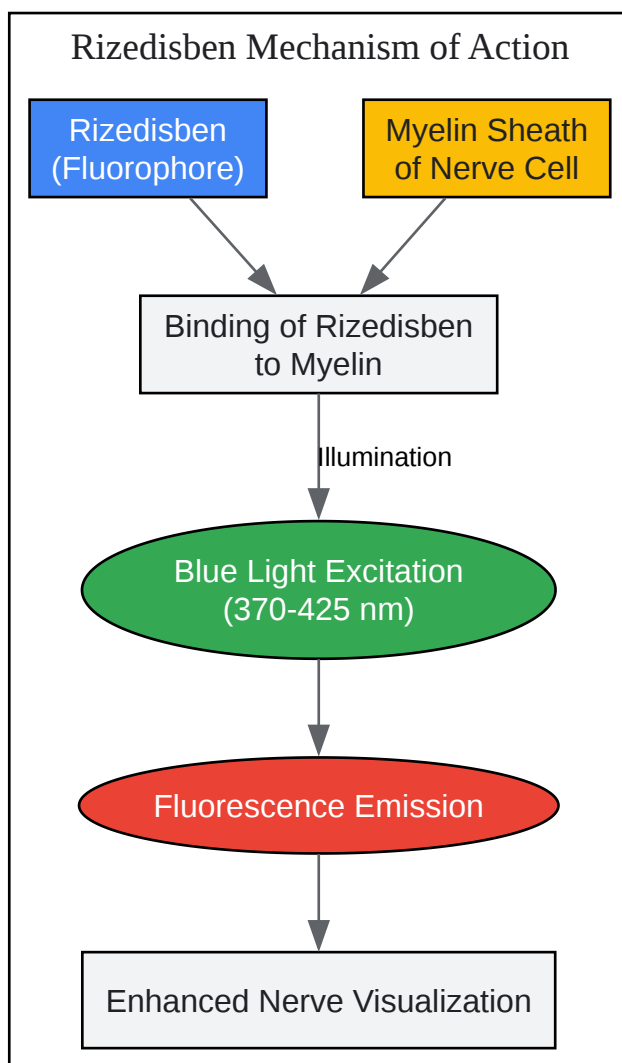 Rizedisben Mechanism of Action
Rizedisben
(Fluorophore)
Myelin Sheath
of Nerve Cell
Binding of Rizedisben
to Myelin
Illumination
Blue Light Excitation
(370-425 nm)
Fluorescence Emission
Enhanced Nerve Visualization